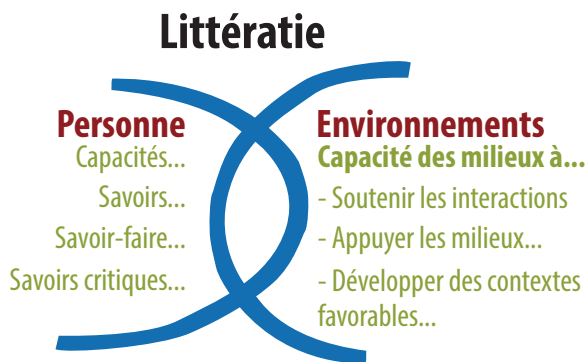 Littératie
Personne
Capacités...
Savoirs...
Savoir-faire...
Savoirs critiques...
Environnements
Capacité des milieux à...
- Soutenir les interactions
- Appuyer les milieux...
- Développer des contextes
favorables...